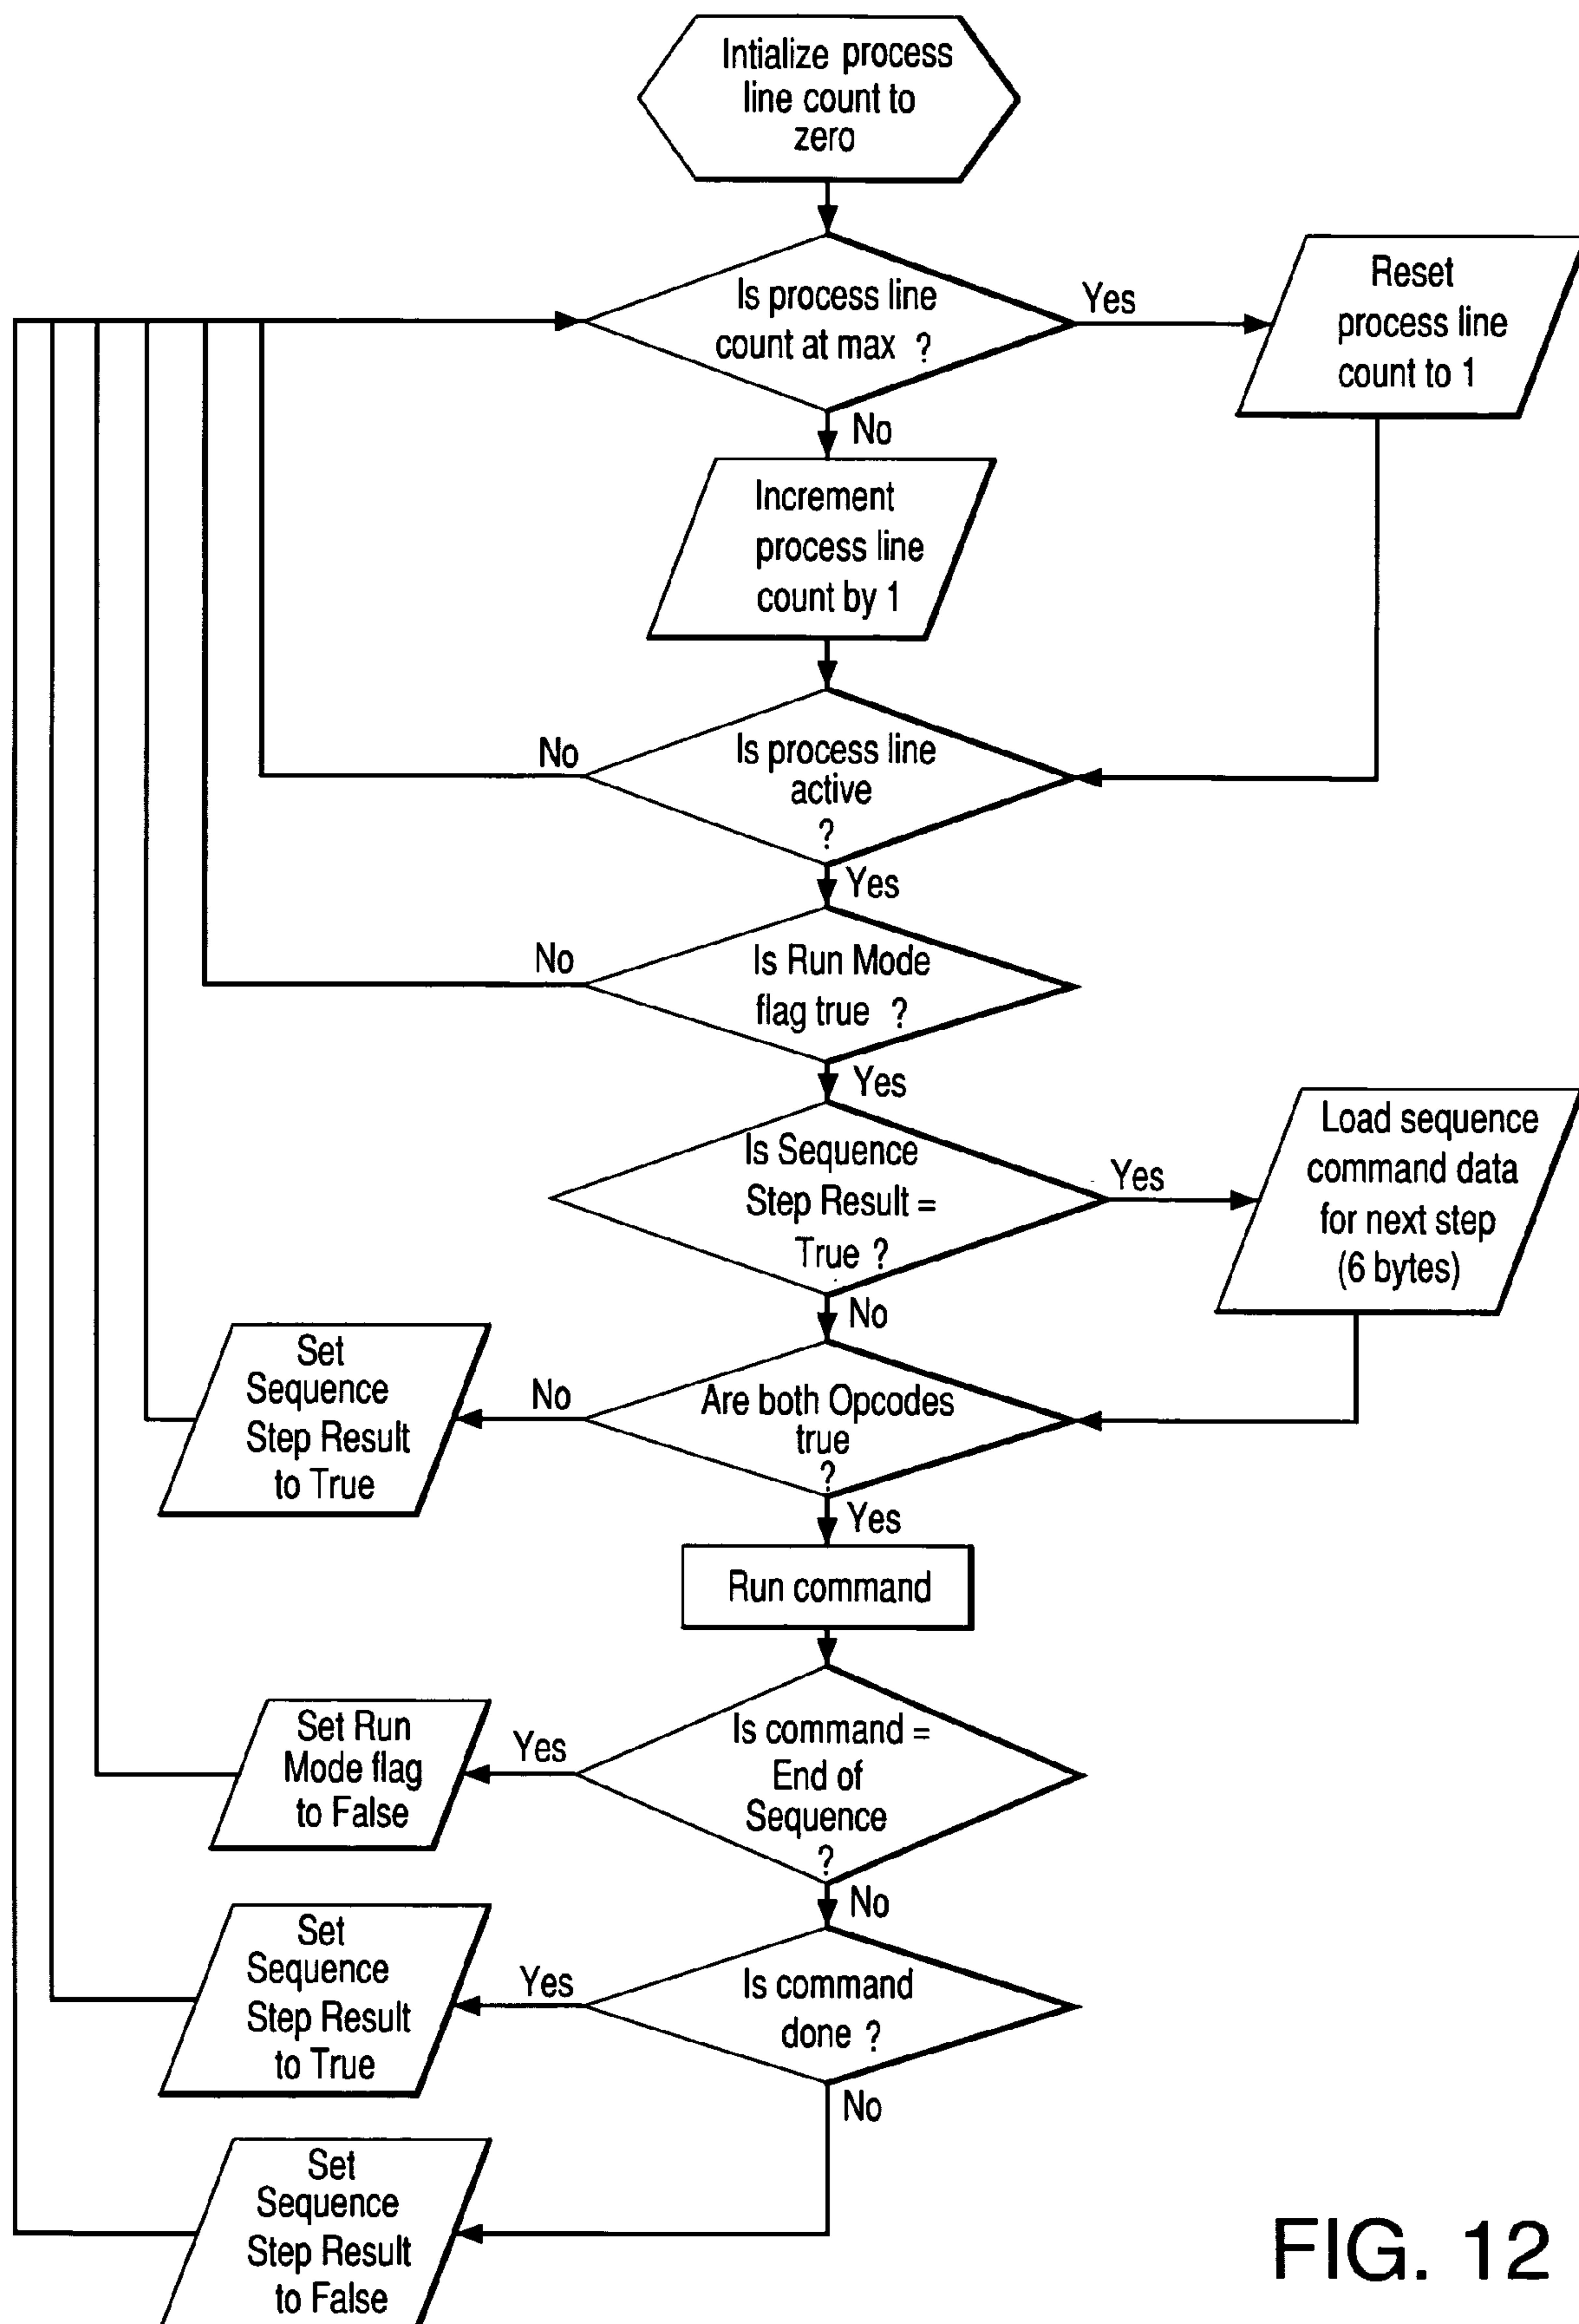 Intialize process
line count to
zero
Is process line
count at max ?
Yes
Reset
process line
count to 1
No
Increment
process line
count by 1
Is process line
active
?
No
Yes
Is Run Mode
flag true ?
No
Yes
Is Sequence
Step Result =
True ?
Yes
Load sequence
command data
for next step
(6 bytes)
No
Are both Opcodes
true
?
No
Set
Sequence
Step Result
to True
Yes
Run command
Is command =
End of
Sequence
?
Yes
Set Run
Mode flag
to False
No
Is command
done ?
Yes
Set
Sequence
Step Result
to True
No
Set
Sequence
Step Result
to False
FIG. 12